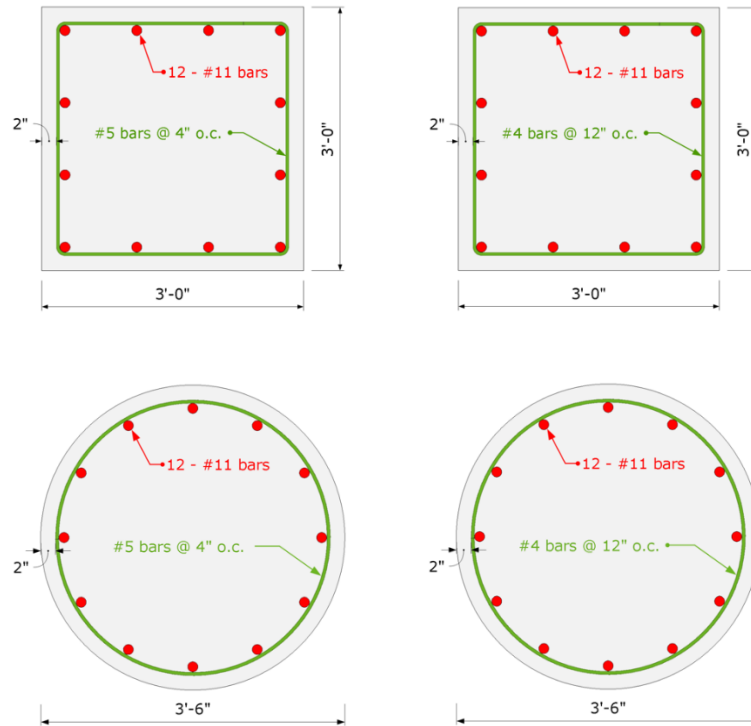 12 - #11 bars
2"
#5 bars @ 4" o.c.
3'-0"
3'-0"
12 - #11 bars
2"
#4 bars @ 12" o.c.
3'-0"
3'-0"
12 - #11 bars
#5 bars @ 4" o.c.
2"
3'-6"
12 - #11 bars
#4 bars @ 12" o.c.
2"
3'-6"